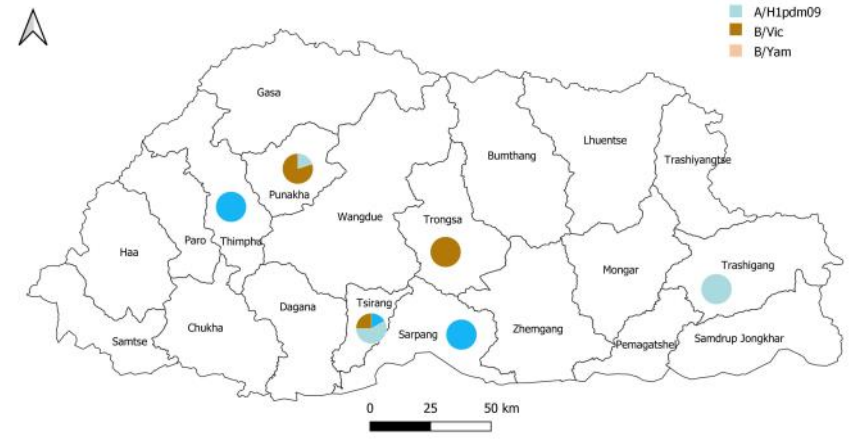 A/H1pdm09
B/Vic
B/Yam
Gasa
Lhuentse
Bumthang
Trashiyangtse
Punakha
Wangdue
Trongsa
Paro
Thimpha
Haa
Trashigang
Mongar
Tsirang
Dagana
Chukha
Sarpang
Zhemgang
Samtse
Pemagatshel
Samdrup Jongkhar
0 25 50 km